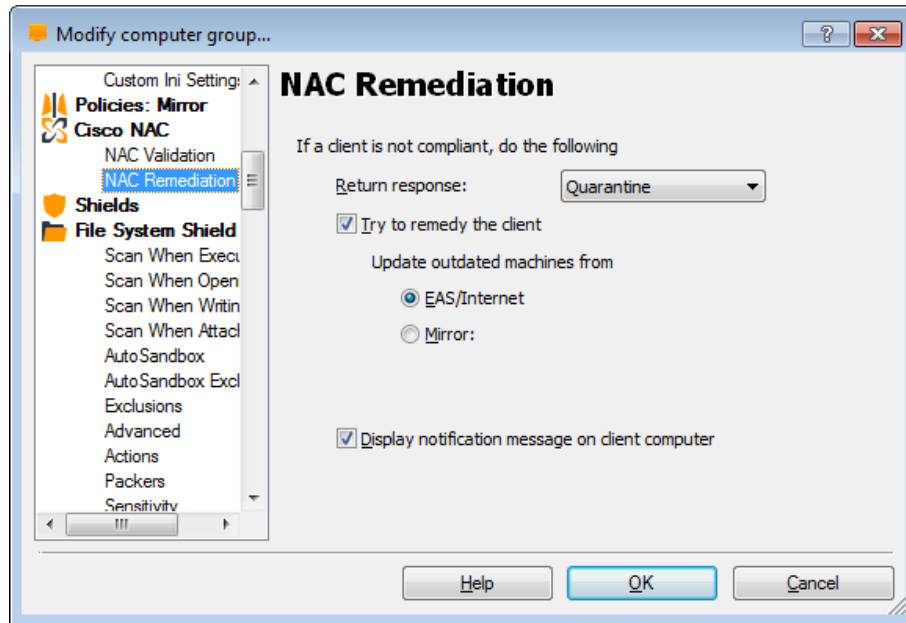 Modify computer group...
Custom Ini Setting
Policies: Mirror
Cisco NAC
NAC Validation
NAC Remediation
Shields
File System Shield
Scan When Execu
Scan When Open
Scan When Writin
Scan When Attac
AutoSandbox
AutoSandbox Excl
Exclusions
Advanced
Actions
Packers
Sensitivity
NAC Remediation
If a client is not compliant, do the following
Return response: Quarantine
Try to remedy the client
Update outdated machines from
EAS/Internet
Mirror:
Display notification message on client computer
Help OK Cancel